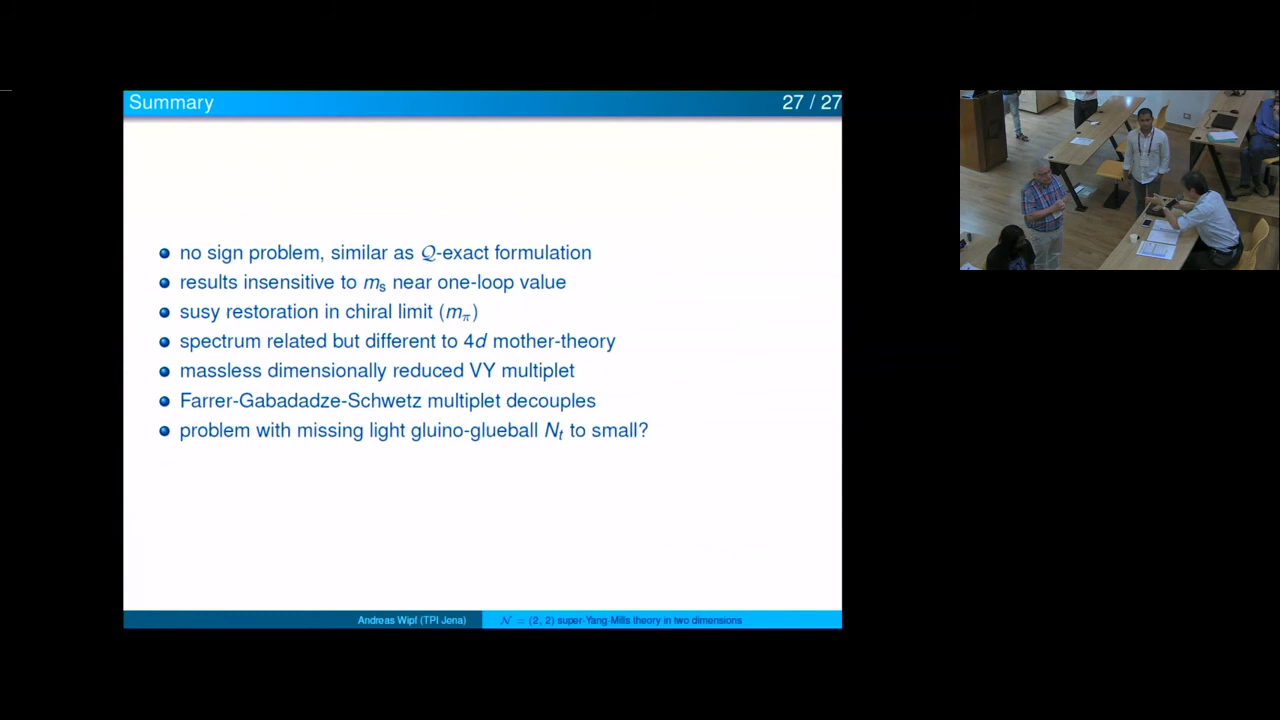 Summary 27 / 27
no sign problem, similar as Q-exact formulation
results insensitive to mₛ near one-loop value
susy restoration in chiral limit (m_π)
spectrum related but different to 4d mother-theory
massless dimensionally reduced VY multiplet
Farrer-Gabadadze-Schwetz multiplet decouples
problem with missing light gluino-glueball Nₜ to small?
Andreas Wipf (TPI Jena) N = (2, 2) super-Yang-Mills theory in two dimensions